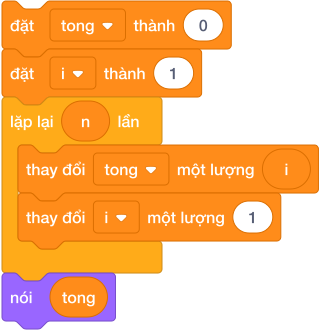 đặt tong thành 0
đặt i thành 1
lặp lại n lần
thay đổi tong một lượng i
thay đổi i một lượng 1
nói tong